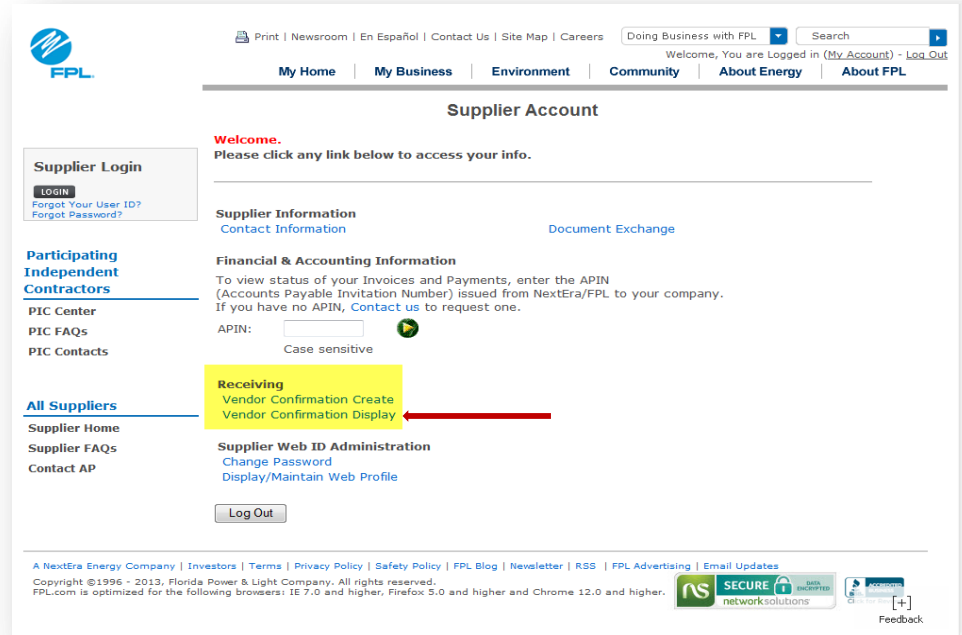 Print | Newsroom | En Español | Contact Us | Site Map | Careers
Doing Business with FPL
Search
Welcome, You are Logged in (My Account) - Log Out
FPL.
My Home | My Business | Environment | Community | About Energy | About FPL
Supplier Account
Welcome.
Please click any link below to access your info.
Supplier Login
LOGIN
Forgot Your User ID?
Forgot Password?
Participating
Independent
Contractors
PIC Center
PIC FAQs
PIC Contacts
All Suppliers
Supplier Home
Supplier FAQs
Contact AP
Supplier Information
Contact Information
Document Exchange
Financial & Accounting Information
To view status of your Invoices and Payments, enter the APIN
(Accounts Payable Invitation Number) issued from NextEra/FPL to your company.
If you have no APIN, Contact us to request one.
APIN:
Case sensitive
Receiving
Vendor Confirmation Create
Vendor Confirmation Display
Supplier Web ID Administration
Change Password
Display/Maintain Web Profile
Log Out
A NextEra Energy Company | Investors | Terms | Privacy Policy | Safety Policy | FPL Blog | Newsletter | RSS | FPL Advertising | Email Updates
Copyright ©1996 - 2013, Florida Power & Light Company. All rights reserved.
FPL.com is optimized for the following browsers: IE 7.0 and higher, Firefox 5.0 and higher and Chrome 12.0 and higher.
SECURE DATA ENCRYPTED
networksolutions
ACCREDITED
BUSINESS
[+]
Feedback